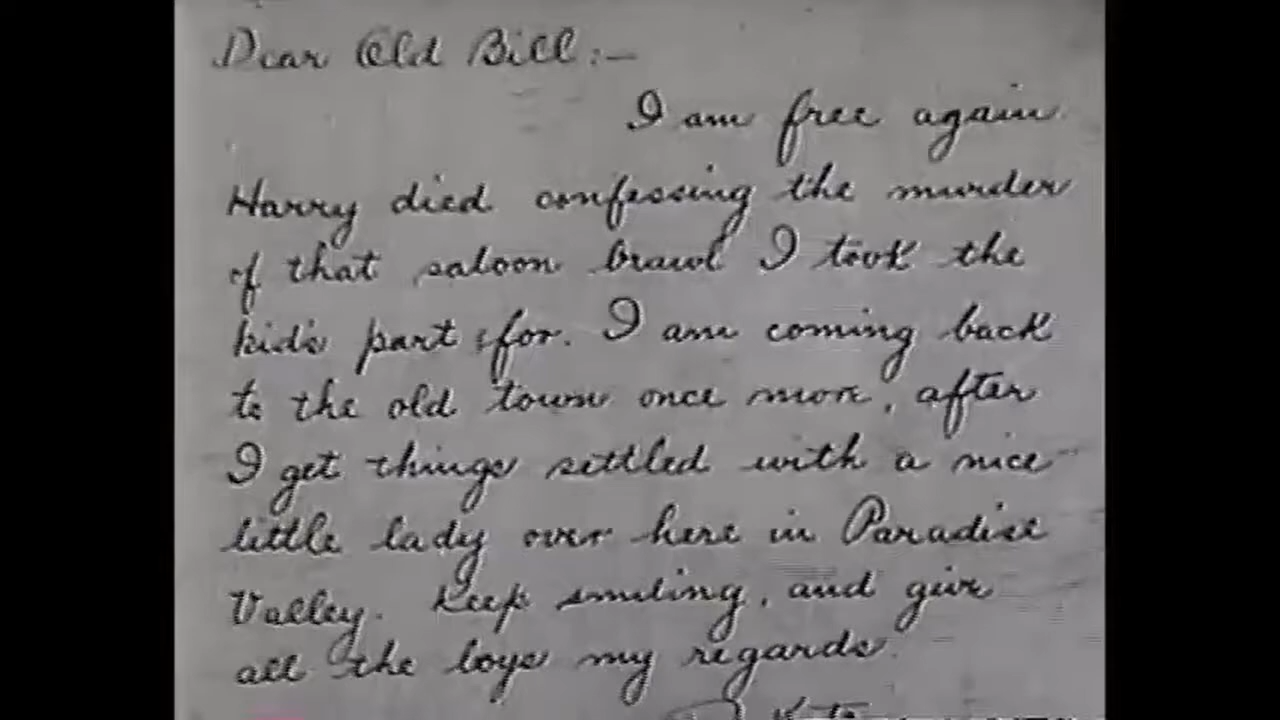 Dear Old Bill:—
I am free again
Harry died confessing the murder
of that saloon brawl I took the
kid's part for. I am coming back
to the old town once more, after
I get things settled with a nice
little lady over here in Paradise
Valley. Keep smiling, and give
all the boys my regards.